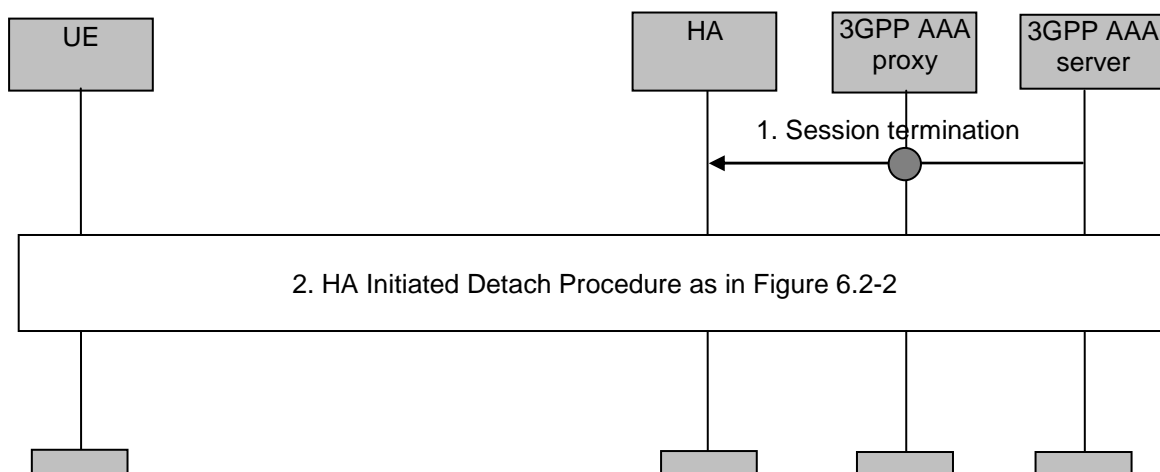 UE
HA
3GPP AAA
proxy
3GPP AAA
server
1. Session termination
2. HA Initiated Detach Procedure as in Figure 6.2-2